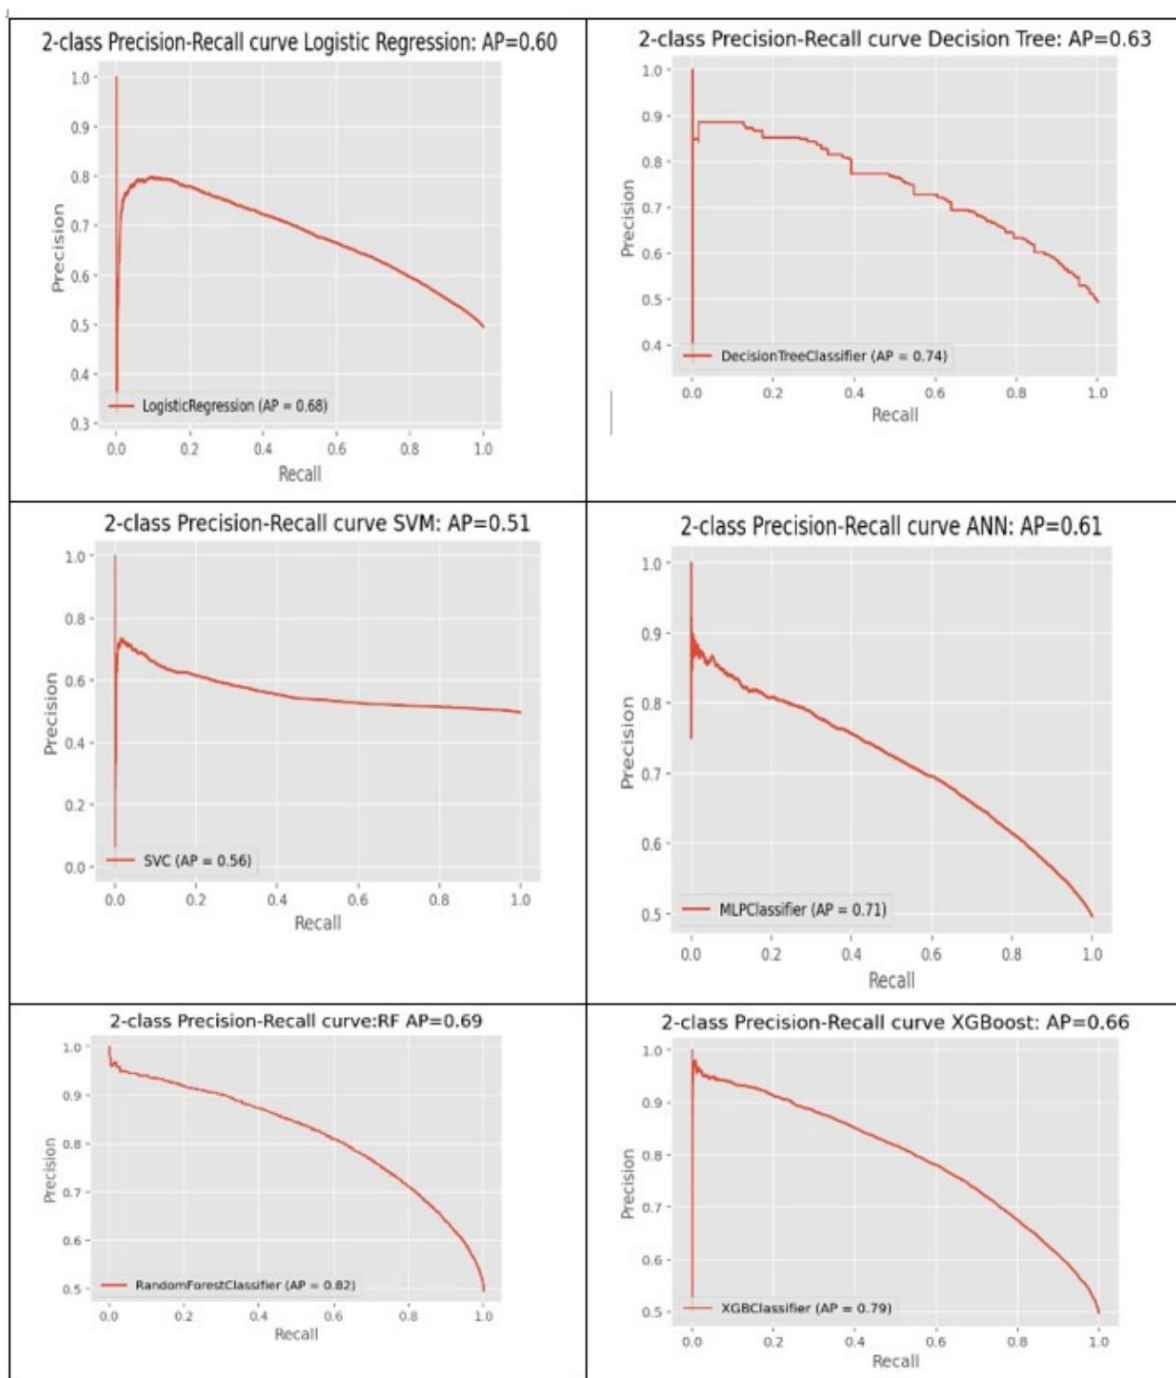 2-class Precision-Recall curve Logistic Regression: AP=0.60
1.0
0.9
0.8
0.7
0.6
0.5
0.4
0.3
Precision
LogisticRegression (AP = 0.68)
0.0 0.2 0.4 0.6 0.8 1.0
Recall
2-class Precision-Recall curve Decision Tree: AP=0.63
1.0
0.9
0.8
0.7
0.6
0.5
0.4
Precision
DecisionTreeClassifier (AP = 0.74)
0.0 0.2 0.4 0.6 0.8 1.0
Recall
2-class Precision-Recall curve SVM: AP=0.51
1.0
0.8
0.6
0.4
0.2
0.0
Precision
SVC (AP = 0.56)
0.0 0.2 0.4 0.6 0.8 1.0
Recall
2-class Precision-Recall curve ANN: AP=0.61
1.0
0.9
0.8
0.7
0.6
0.5
Precision
MLPClassifier (AP = 0.71)
0.0 0.2 0.4 0.6 0.8 1.0
Recall
2-class Precision-Recall curve:RF AP=0.69
1.0
0.9
0.8
0.7
0.6
0.5
Precision
RandomForestClassifier (AP = 0.82)
0.0 0.2 0.4 0.6 0.8 1.0
Recall
2-class Precision-Recall curve XGBoost: AP=0.66
1.0
0.9
0.8
0.7
0.6
0.5
Precision
XGBClassifier (AP = 0.79)
0.0 0.2 0.4 0.6 0.8 1.0
Recall